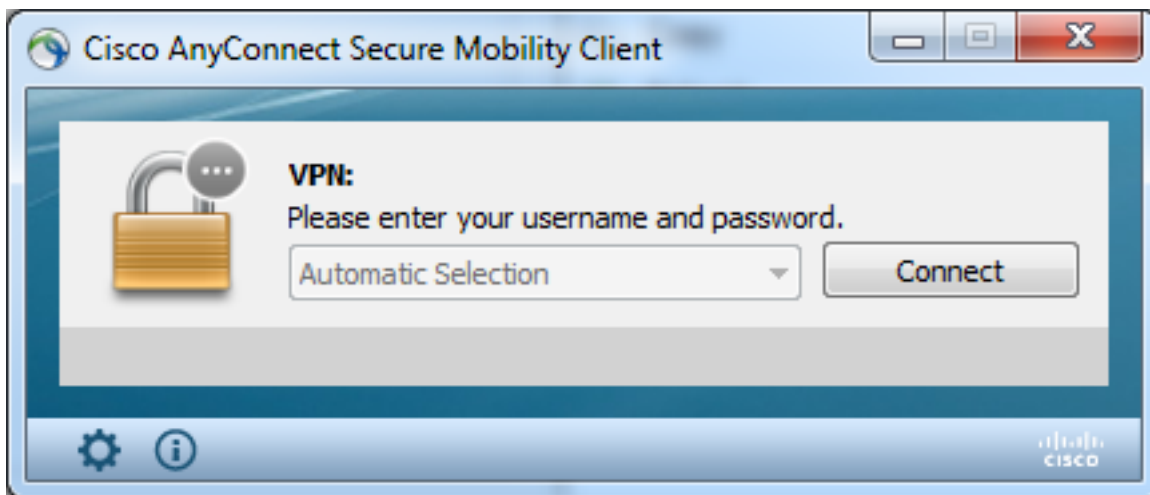 Cisco AnyConnect Secure Mobility Client
VPN:
Please enter your username and password.
Automatic Selection
Connect
CISCO